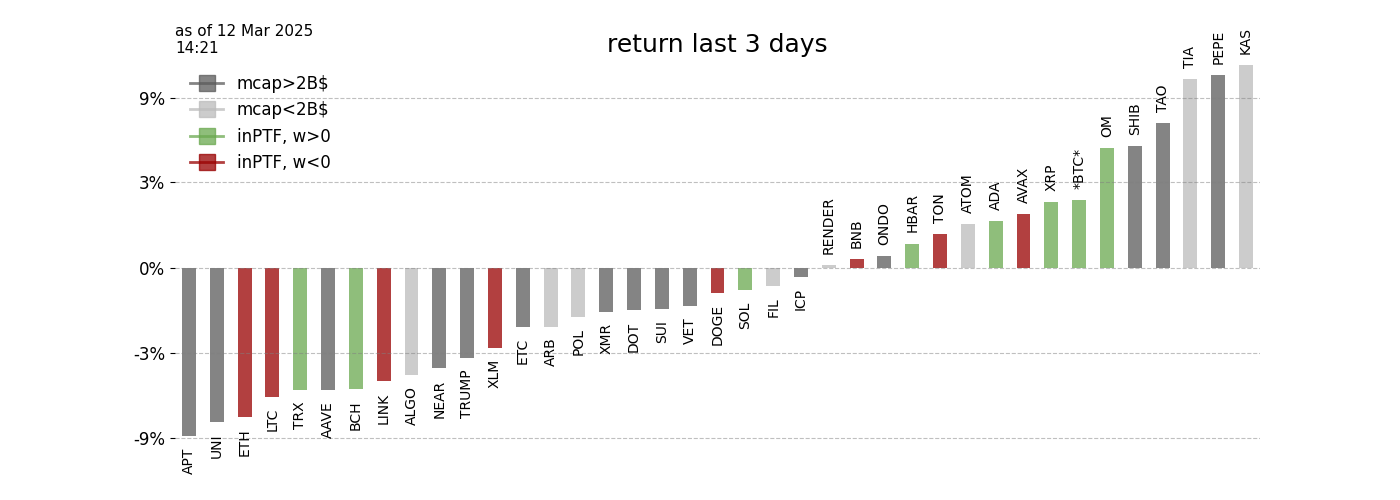 as of 12 Mar 2025
14:21
return last 3 days
mcap>2B$
mcap<2B$
inPTF, w>0
inPTF, w<0
9%
3%
0%
-3%
-9%
APT
UNI
ETH
LTC
TRX
AAVE
BCH
LINK
ALGO
NEAR
TRUMP
XLM
ETC
ARB
POL
XMR
DOT
SUI
VET
DOGE
SOL
FIL
ICP
RENDER
BNB
ONDO
HBAR
TON
ATOM
ADA
AVAX
XRP
*BTC*
OM
SHIB
TAO
TIA
PEPE
KAS